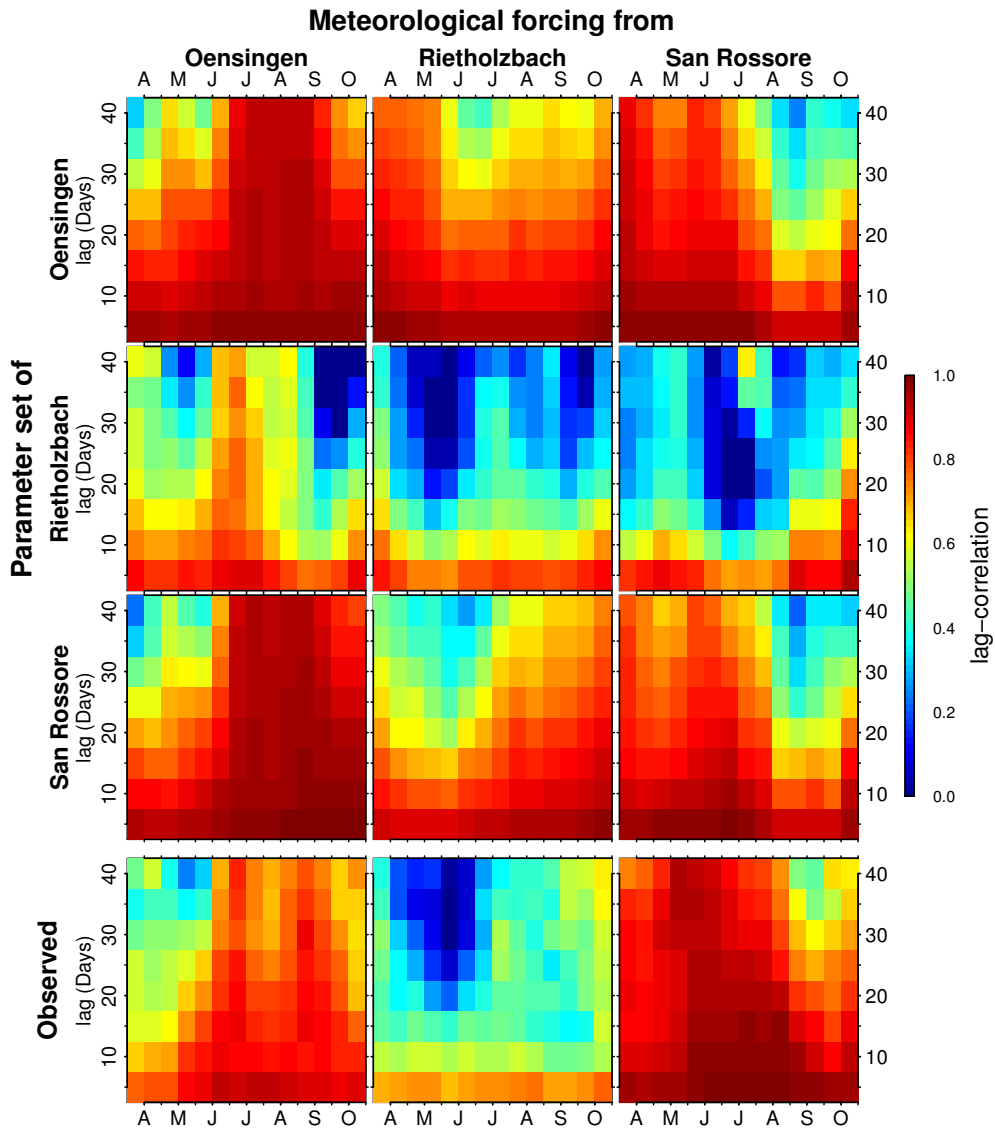 Meteorological forcing from
Oensingen Rietholzbach San Rossore
A M J J A S O A M J J A S O A M J J A S O
Parameter set of
Oensingen
lag (Days)
40 30 20 10
40 30 20 10
Rietholzbach
lag (Days)
40 30 20 10
40 30 20 10
San Rossore
lag (Days)
40 30 20 10
40 30 20 10
Observed
lag (Days)
40 30 20 10
40 30 20 10
A M J J A S O A M J J A S O A M J J A S O
1.0
0.8
0.6
0.4
0.2
0.0
lag−correlation